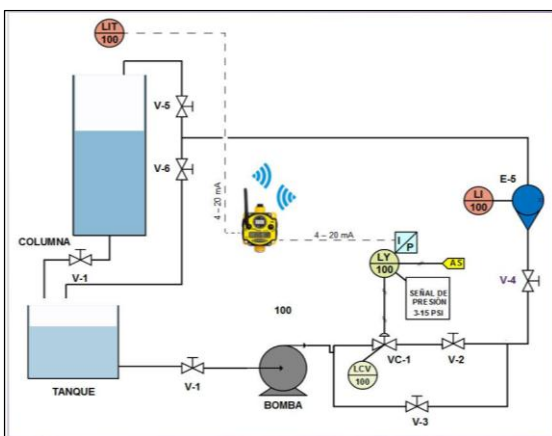 LIT
100
V-5
V-6
4 – 20 mA
E-5
LI
100
4 – 20 mA
I
P
COLUMNA
V-1
LY
100
AS
V-4
SEÑAL DE
PRESIÓN
3-15 PSI
100
VC-1
V-2
LCV
100
V-1
TANQUE
BOMBA
V-3